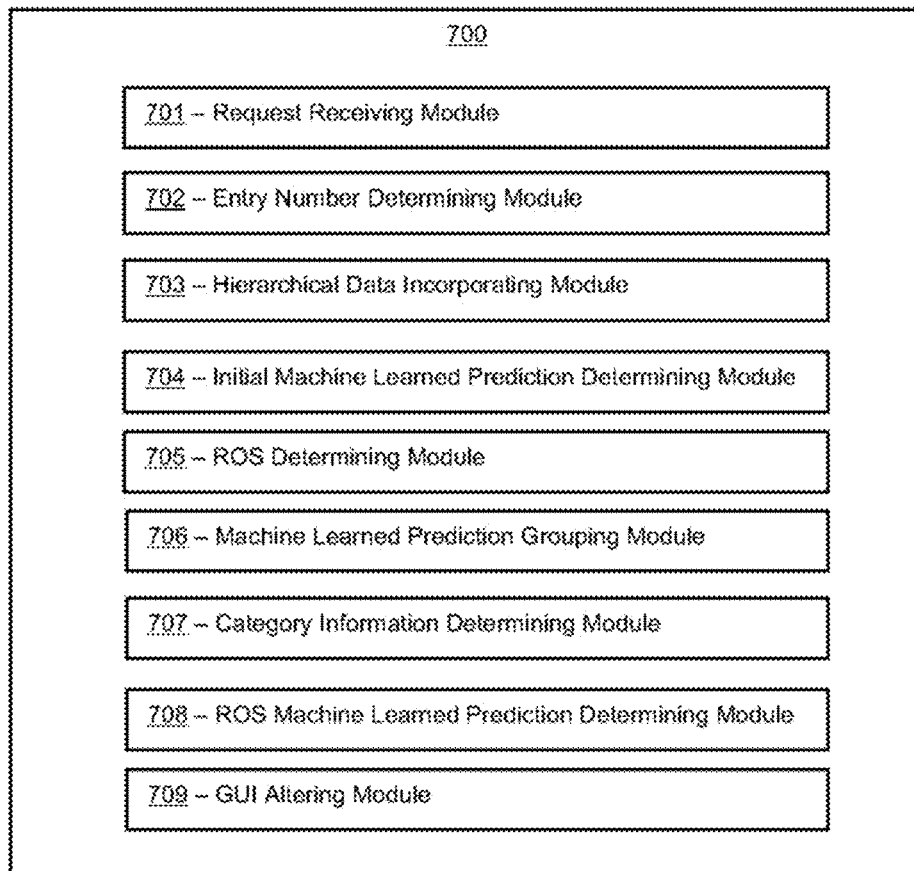 700
701 – Request Receiving Module
702 – Entry Number Determining Module
703 – Hierarchical Data Incorporating Module
704 – Initial Machine Learned Prediction Determining Module
705 – ROS Determining Module
706 – Machine Learned Prediction Grouping Module
707 – Category Information Determining Module
708 – ROS Machine Learned Prediction Determining Module
709 – GUI Altering Module